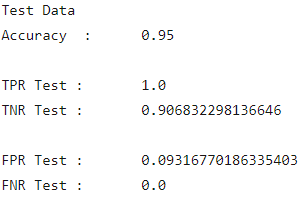 Test Data
Accuracy  :      0.95
TPR Test :       1.0
TNR Test :       0.906832298136646
FPR Test :       0.09316770186335403
FNR Test :       0.0